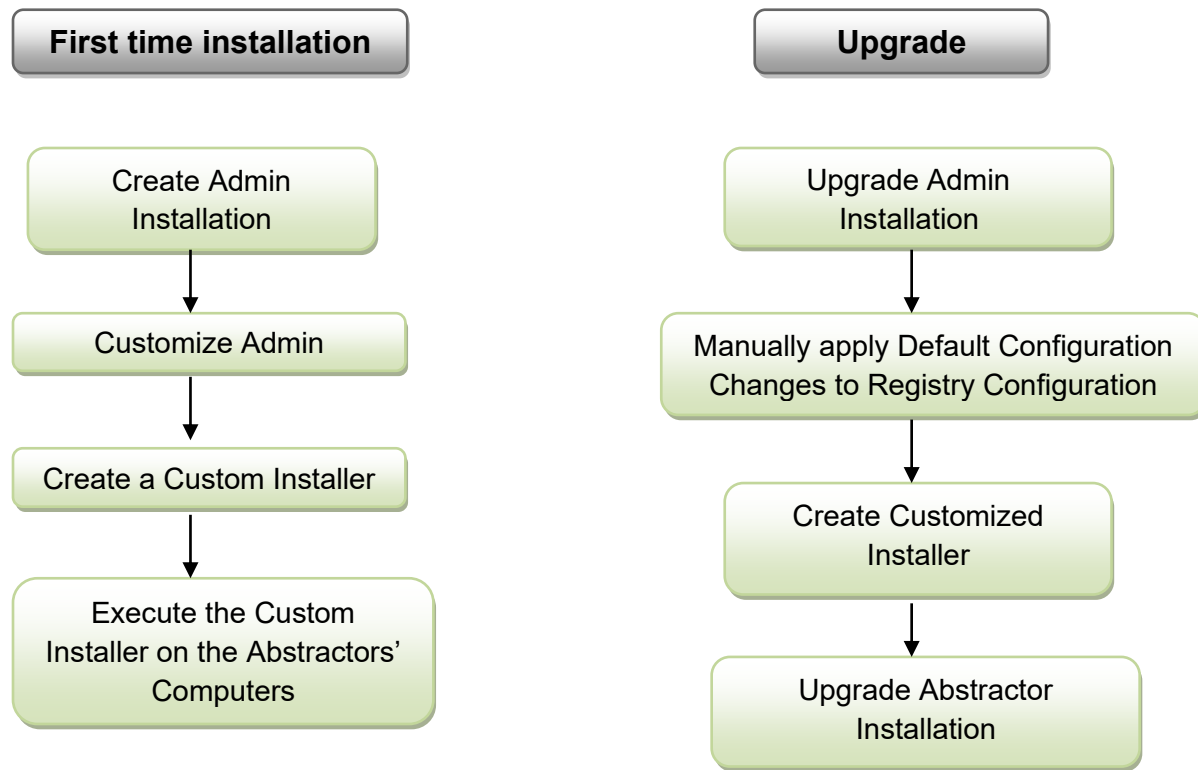 First time installation
Create Admin
Installation
Customize Admin
Create a Custom Installer
Execute the Custom
Installer on the Abstractors’
Computers
Upgrade
Upgrade Admin
Installation
Manually apply Default Configuration
Changes to Registry Configuration
Create Customized
Installer
Upgrade Abstractor
Installation